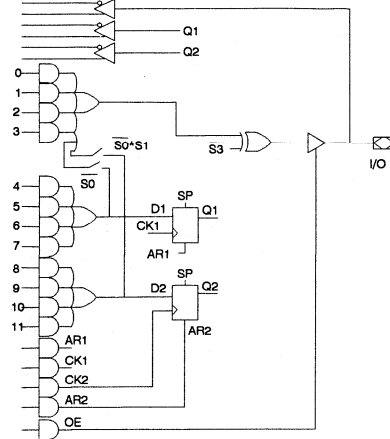 Q1
Q2
0
1
2
3
S0*S1
S3
I/O
S0
4
5
6
7
SP
D1
Q1
CK1
AR1
8
9
10
11
SP
D2
Q2
AR2
AR1
CK1
CK2
AR2
OE